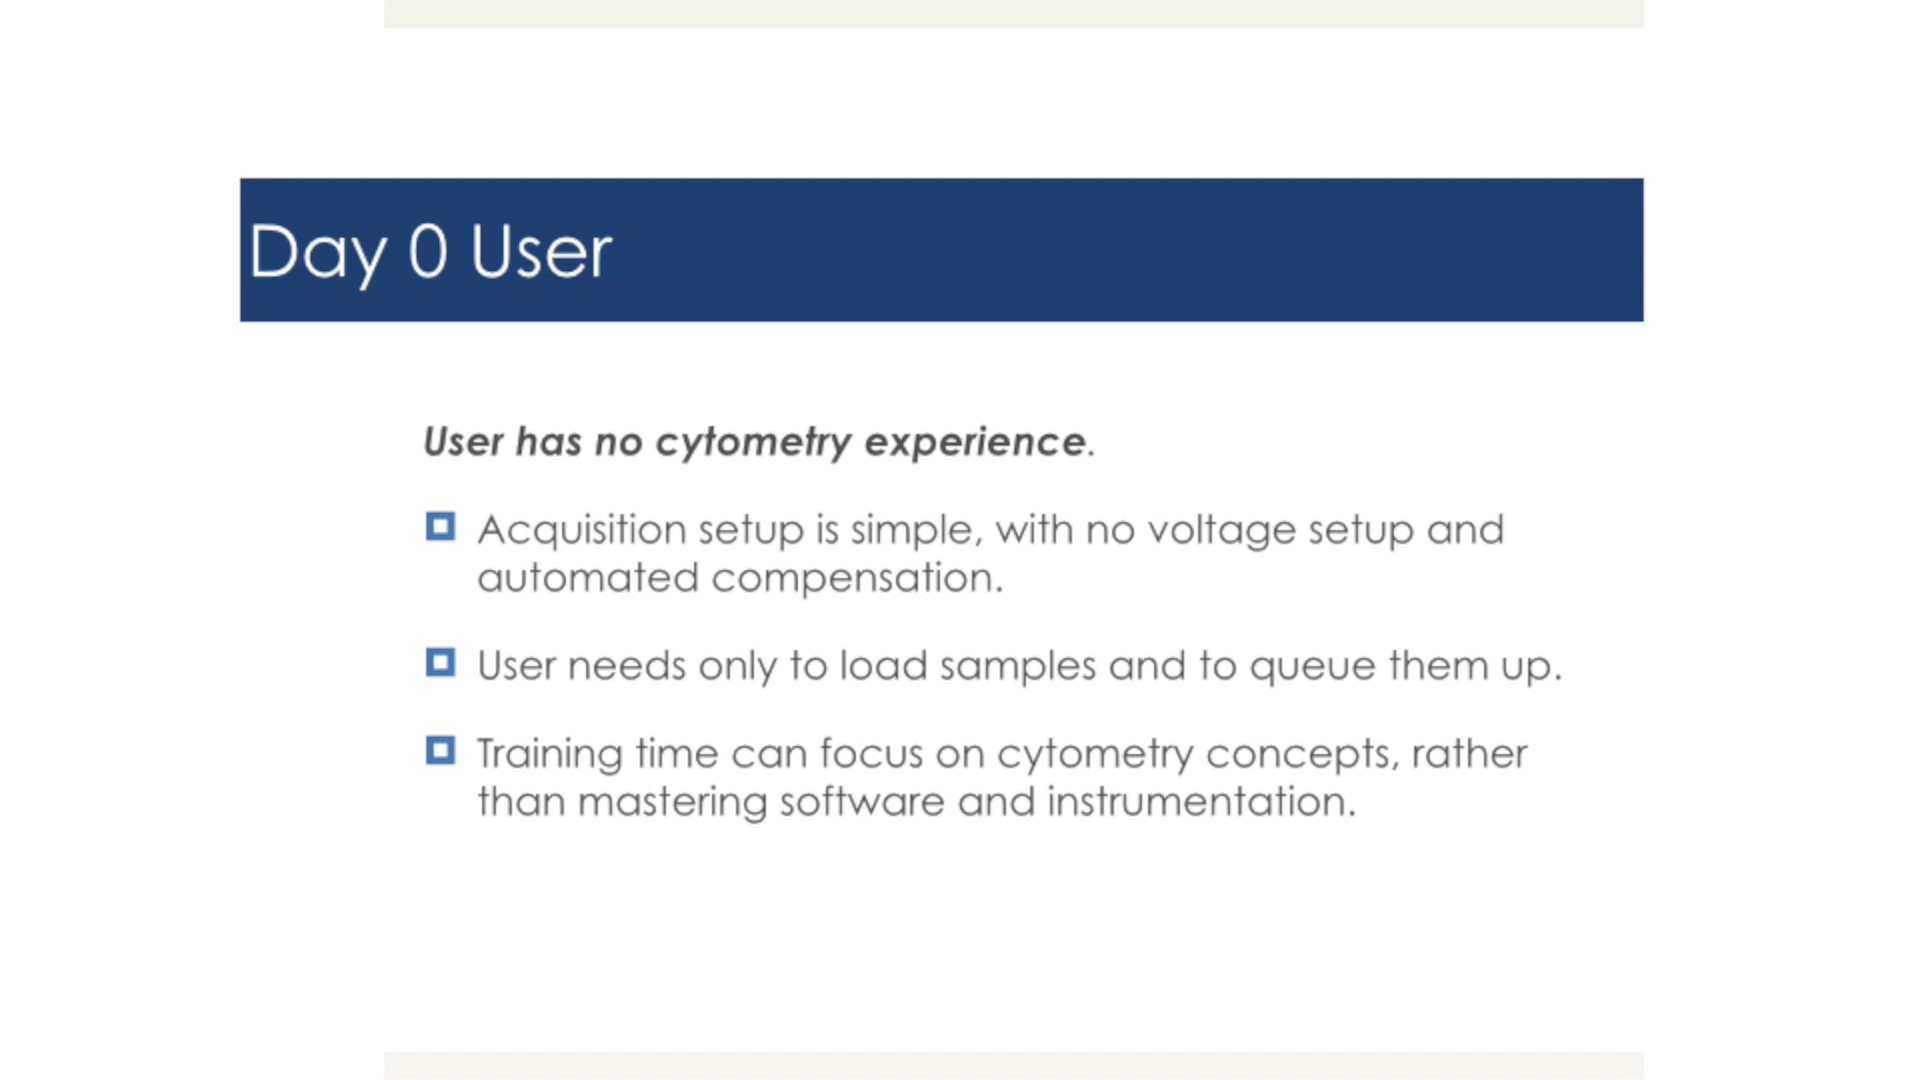 Day 0 User
User has no cytometry experience.
Acquisition setup is simple, with no voltage setup and
automated compensation.
User needs only to load samples and to queue them up.
Training time can focus on cytometry concepts, rather
than mastering software and instrumentation.